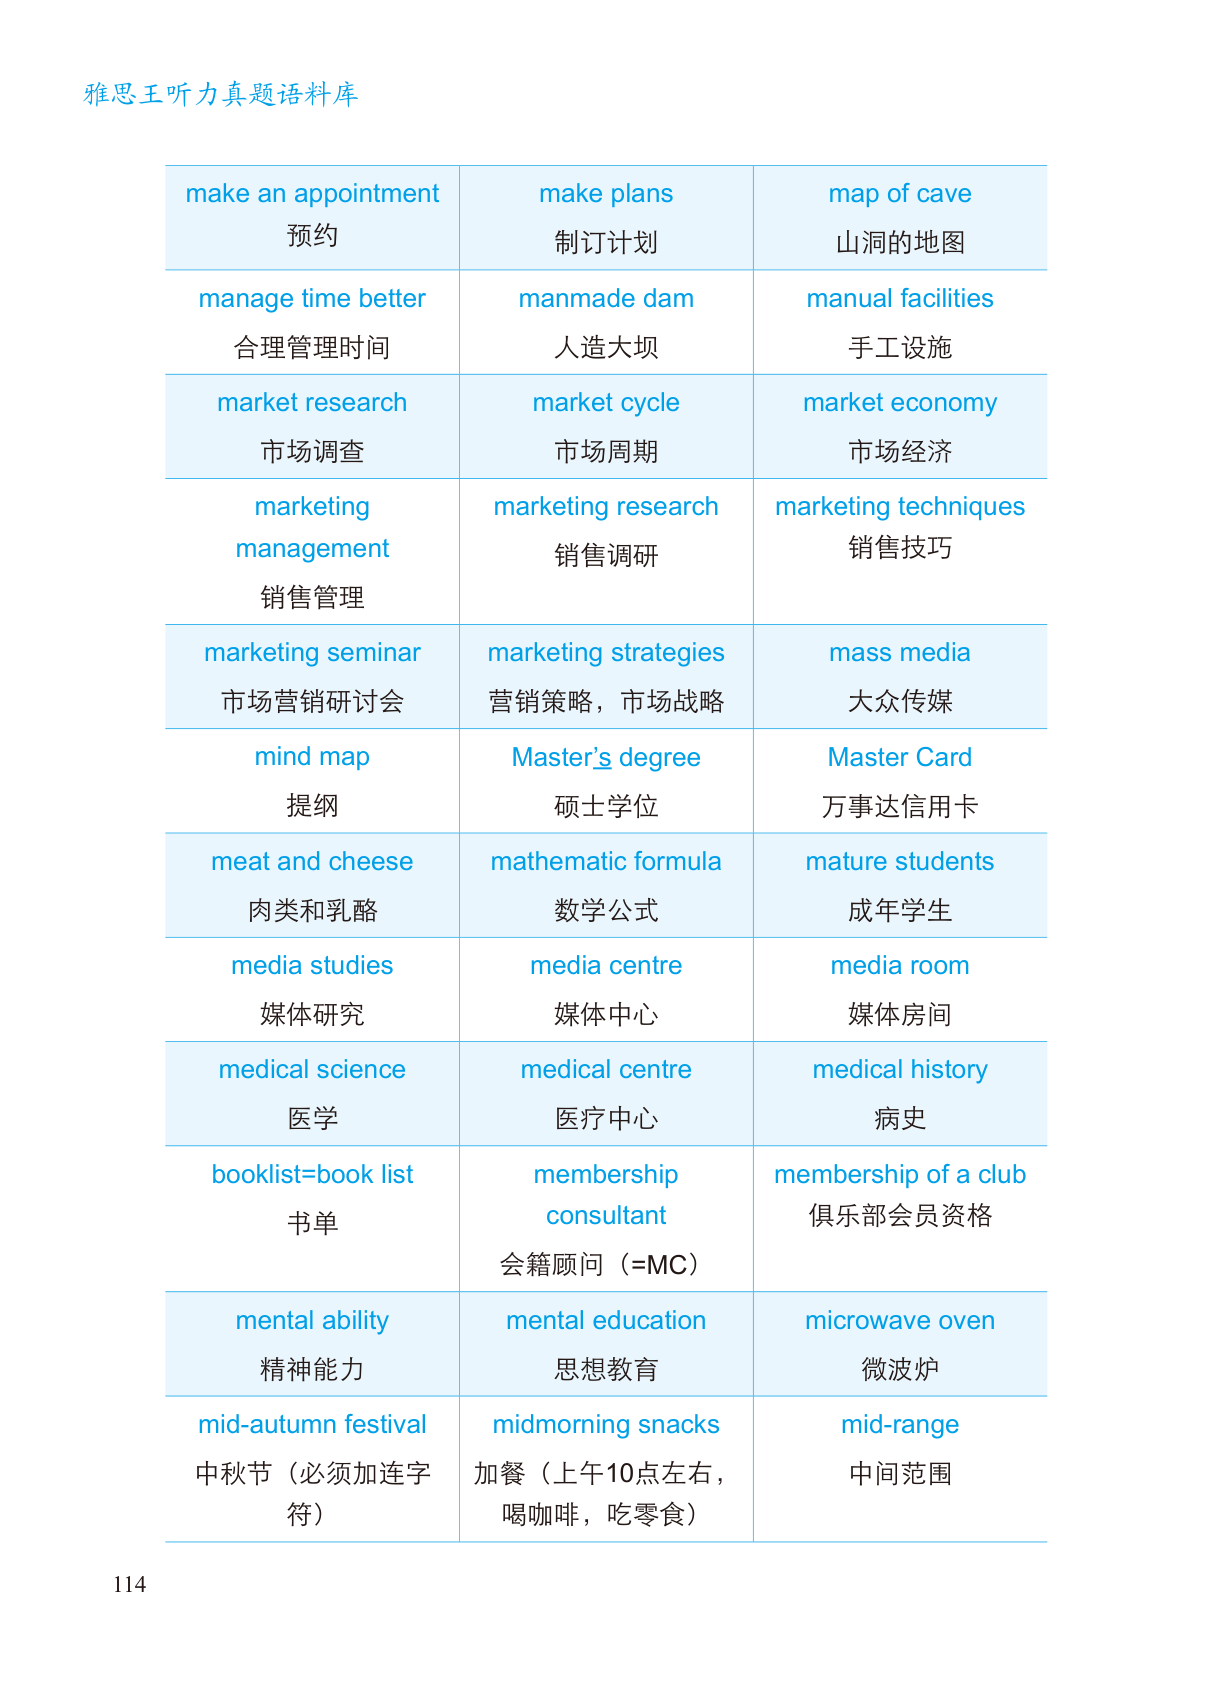 雅思王听力真题语料库
make an appointment
预约
make plans
制订计划
map of cave
山洞的地图
manage time better
合理管理时间
manmade dam
人造大坝
manual facilities
手工设施
market research
市场调查
market cycle
市场周期
market economy
市场经济
marketing
management
销售管理
marketing research
销售调研
marketing techniques
销售技巧
marketing seminar
市场营销研讨会
marketing strategies
营销策略，市场战略
mass media
大众传媒
mind map
提纲
Master’s degree
硕士学位
Master Card
万事达信用卡
meat and cheese
肉类和乳酪
mathematic formula
数学公式
mature students
成年学生
media studies
媒体研究
media centre
媒体中心
media room
媒体房间
medical science
医学
medical centre
医疗中心
medical history
病史
booklist=book list
书单
membership
consultant
会籍顾问（=MC）
membership of a club
俱乐部会员资格
mental ability
精神能力
mental education
思想教育
microwave oven
微波炉
mid-autumn festival
中秋节（必须加连字
符）
midmorning snacks
加餐（上午10点左右，
喝咖啡，吃零食）
mid-range
中间范围
114